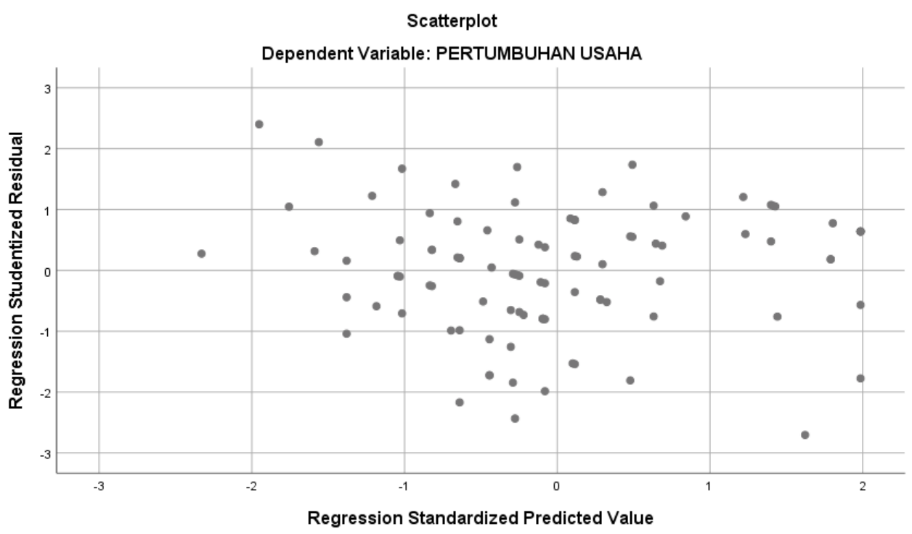 Scatterplot
Dependent Variable: PERTUMBUHAN USAHA
Regression Studentized Residual
3
2
1
0
-1
-2
-3
-3 -2 -1 0 1 2
Regression Standardized Predicted Value